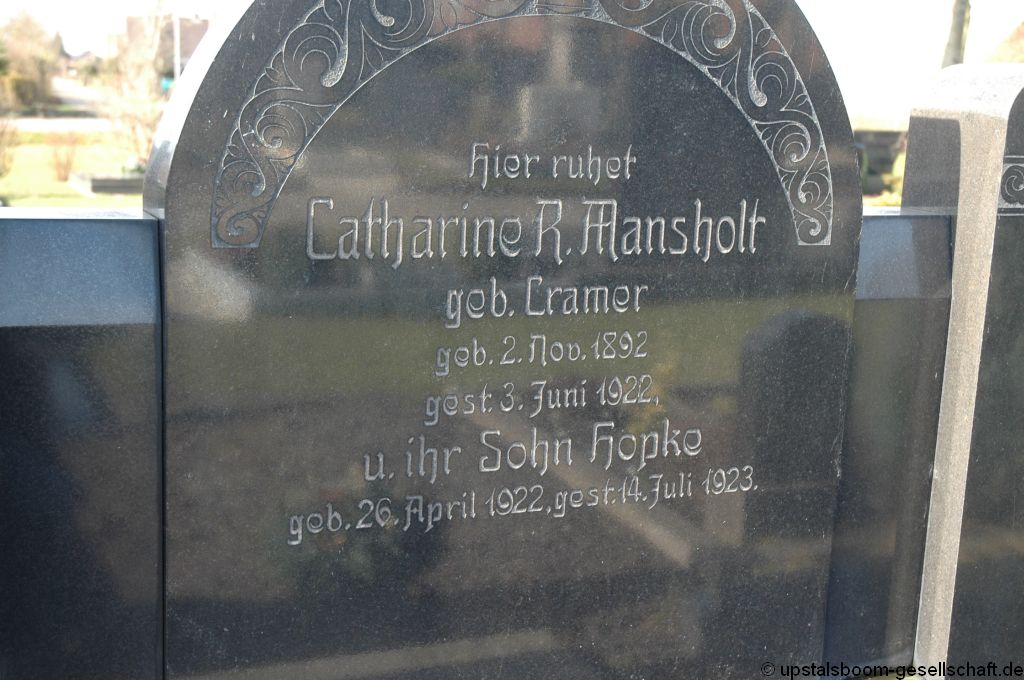 Hier ruhet
Catharine R. Mansholt
geb. Cramer
geb. 2. Nov. 1892
gest. 3. Juni 1922,
u. ihr Sohn Hopke
geb. 26. April 1922, gest. 14. Juli 1923.
© upstalsboom-gesellschaft.de